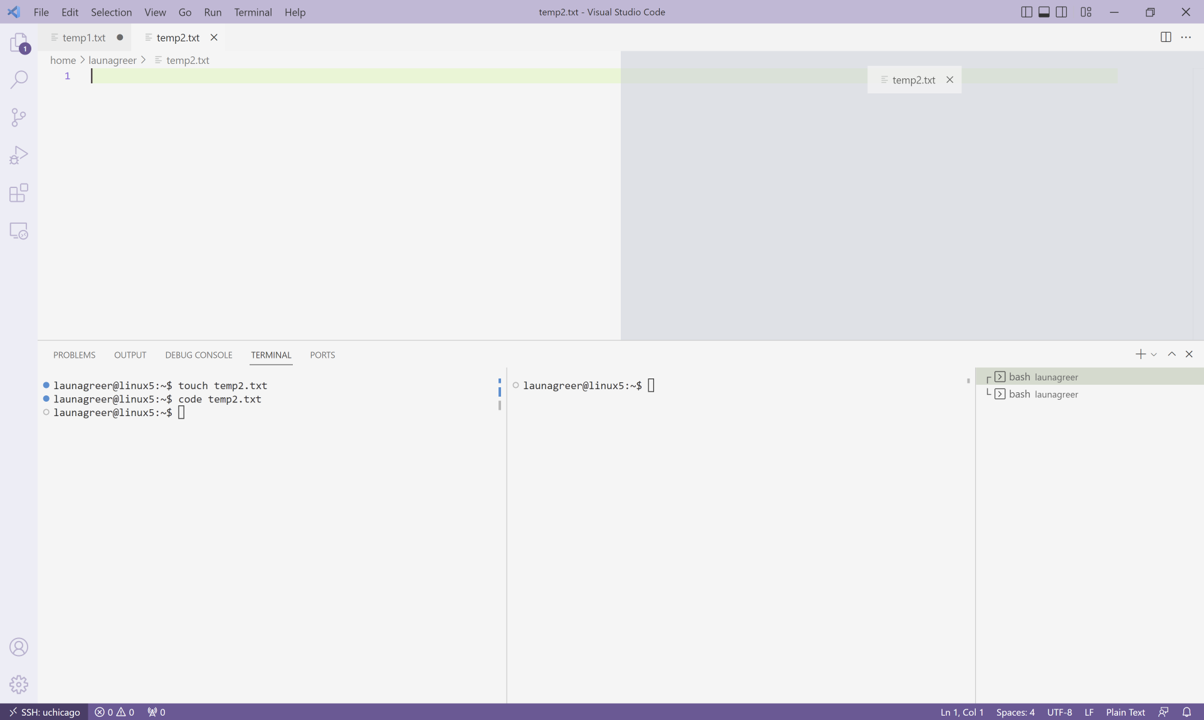 File Edit Selection View Go Run Terminal Help
temp2.txt - Visual Studio Code
1
temp1.txt
temp2.txt
home > launagreer > temp2.txt
1
temp2.txt
PROBLEMS OUTPUT DEBUG CONSOLE TERMINAL PORTS
launagreer@linux5:~$ touch temp2.txt
launagreer@linux5:~$ code temp2.txt
launagreer@linux5:~$
launagreer@linux5:~$
bash launagreer
bash launagreer
SSH: uchicago 0 0 0
Ln 1, Col 1 Spaces: 4 UTF-8 LF Plain Text